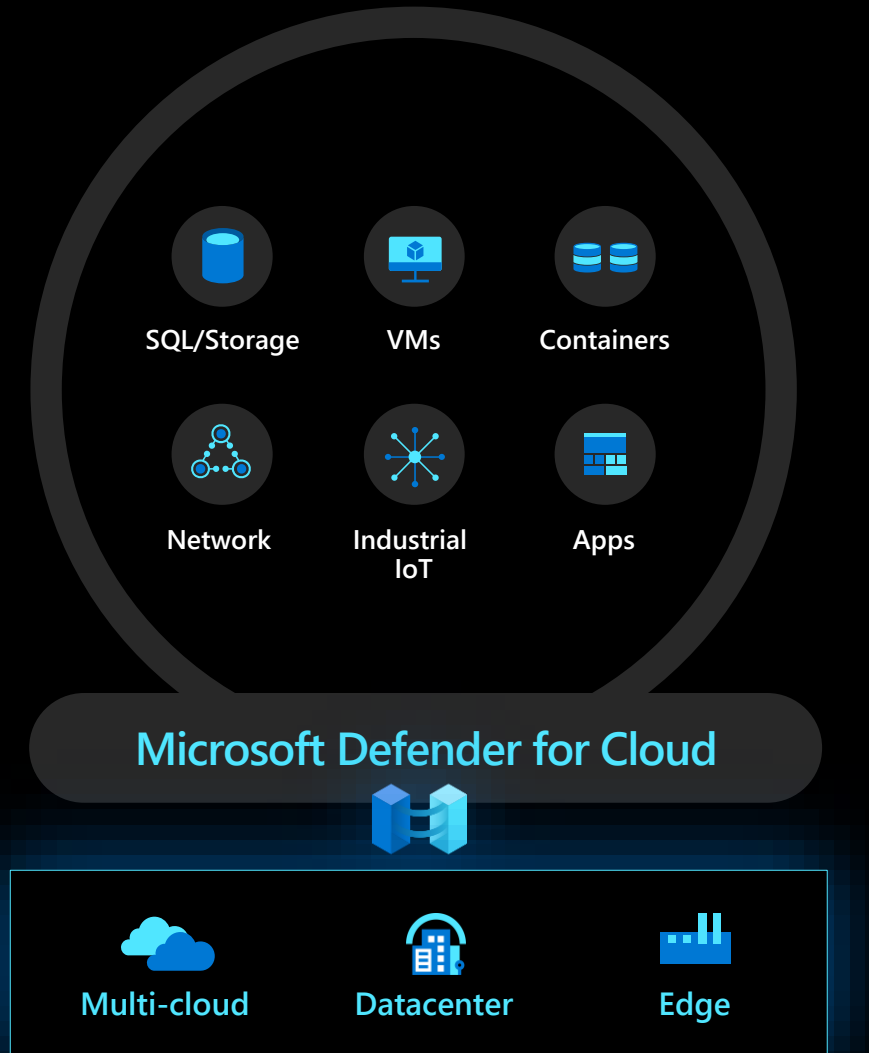 SQL/Storage
VMs
Containers
Network
Industrial
IoT
Apps
Microsoft Defender for Cloud
Multi-cloud
Datacenter
Edge